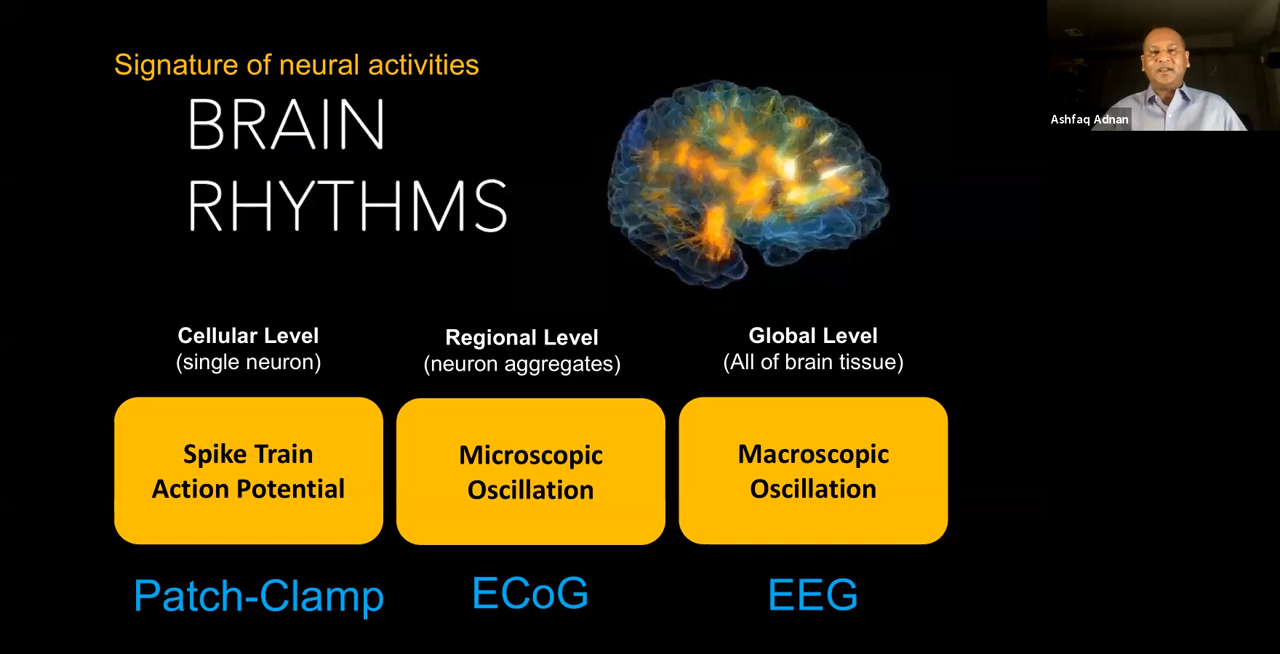 Signature of neural activities
BRAIN
RHYTHMS
Ashfaq Adnan
Cellular Level
(single neuron)
Regional Level
(neuron aggregates)
Global Level
(All of brain tissue)
Spike Train
Action Potential
Microscopic
Oscillation
Macroscopic
Oscillation
Patch-Clamp
ECoG
EEG